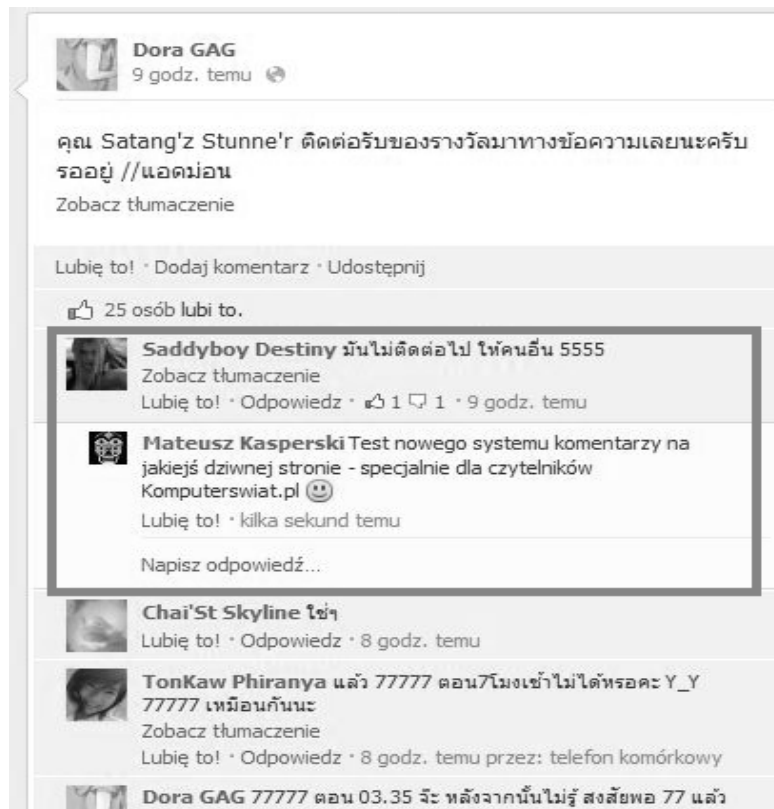 Dora GAG
9 godz. temu
คุณ Satang'z Stunne'r ติดต่อรับของรางวัลมาทางข้อความเลยนะครับ
รออยู่ //แอดม่อน
Zobacz tłumaczenie
Lubię to! · Dodaj komentarz · Udostępnij
25 osób lubi to.
Saddyboy Destiny มันไม่ติดต่อไป ให้คนอื่น 5555
Zobacz tłumaczenie
Lubię to! · Odpowiedz · 1 1 · 9 godz. temu
Mateusz Kasperski Test nowego systemu komentarzy na
jakiejś dziwnej stronie - specjalnie dla czytelników
Komputerswiat.pl
Lubię to! · kilka sekund temu
Napisz odpowiedź...
Chai'St Skyline ใช่ๆ
Lubię to! · Odpowiedz · 8 godz. temu
TonKaw Phiranya แล้ว 77777 ตอน7โมงเช้าไม่ได้หรอคะ Y_Y
77777 เหมือนกันนะ
Zobacz tłumaczenie
Lubię to! · Odpowiedz · 8 godz. temu przez: telefon komórkowy
Dora GAG 77777 ตอน 03.35 จ๊ะ หลังจากนั้นไม่รู้ สงสัยพอ 77 แล้ว